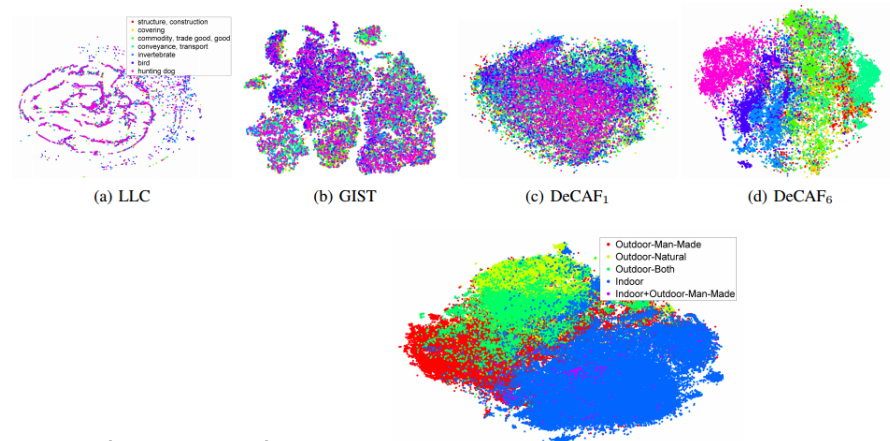 structure, construction
covering
commodity, trade good, good
conveyance, transport
invertebrate
bird
hunting dog
(a) LLC
(b) GIST
(c) DeCAF₁
(d) DeCAF₆
Outdoor-Man-Made
Outdoor-Natural
Outdoor-Both
Indoor
Indoor+Outdoor-Man-Made